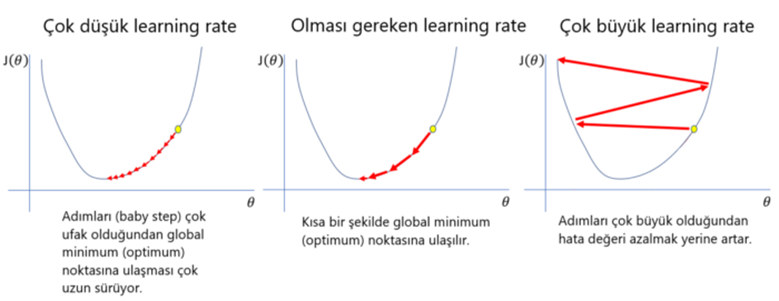 Çok düşük learning rate
J(θ)
θ
Adımları (baby step) çok
ufak olduğundan global
minimum (optimum)
noktasına ulaşması çok
uzun sürüyor.
Olması gereken learning rate
J(θ)
θ
Kısa bir şekilde global minimum
(optimum) noktasına ulaşılır.
Çok büyük learning rate
J(θ)
θ
Adımları çok büyük olduğundan
hata değeri azalmak yerine artar.